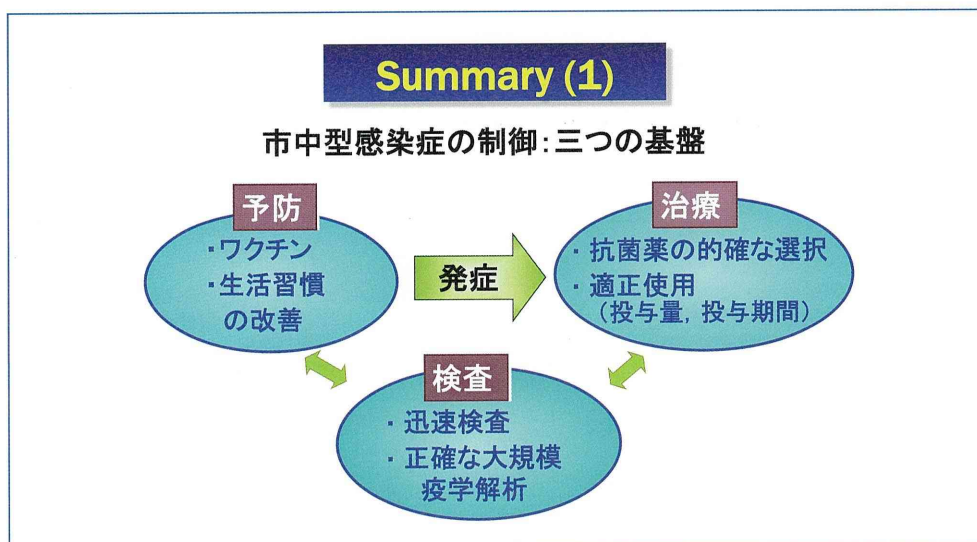 Summary (1)
市中型感染症の制御:三つの基盤
予防
・ワクチン
・生活習慣
の改善
発症
治療
・抗菌薬の的確な選択
・適正使用
(投与量,投与期間)
検査
・迅速検査
・正確な大規模
疫学解析